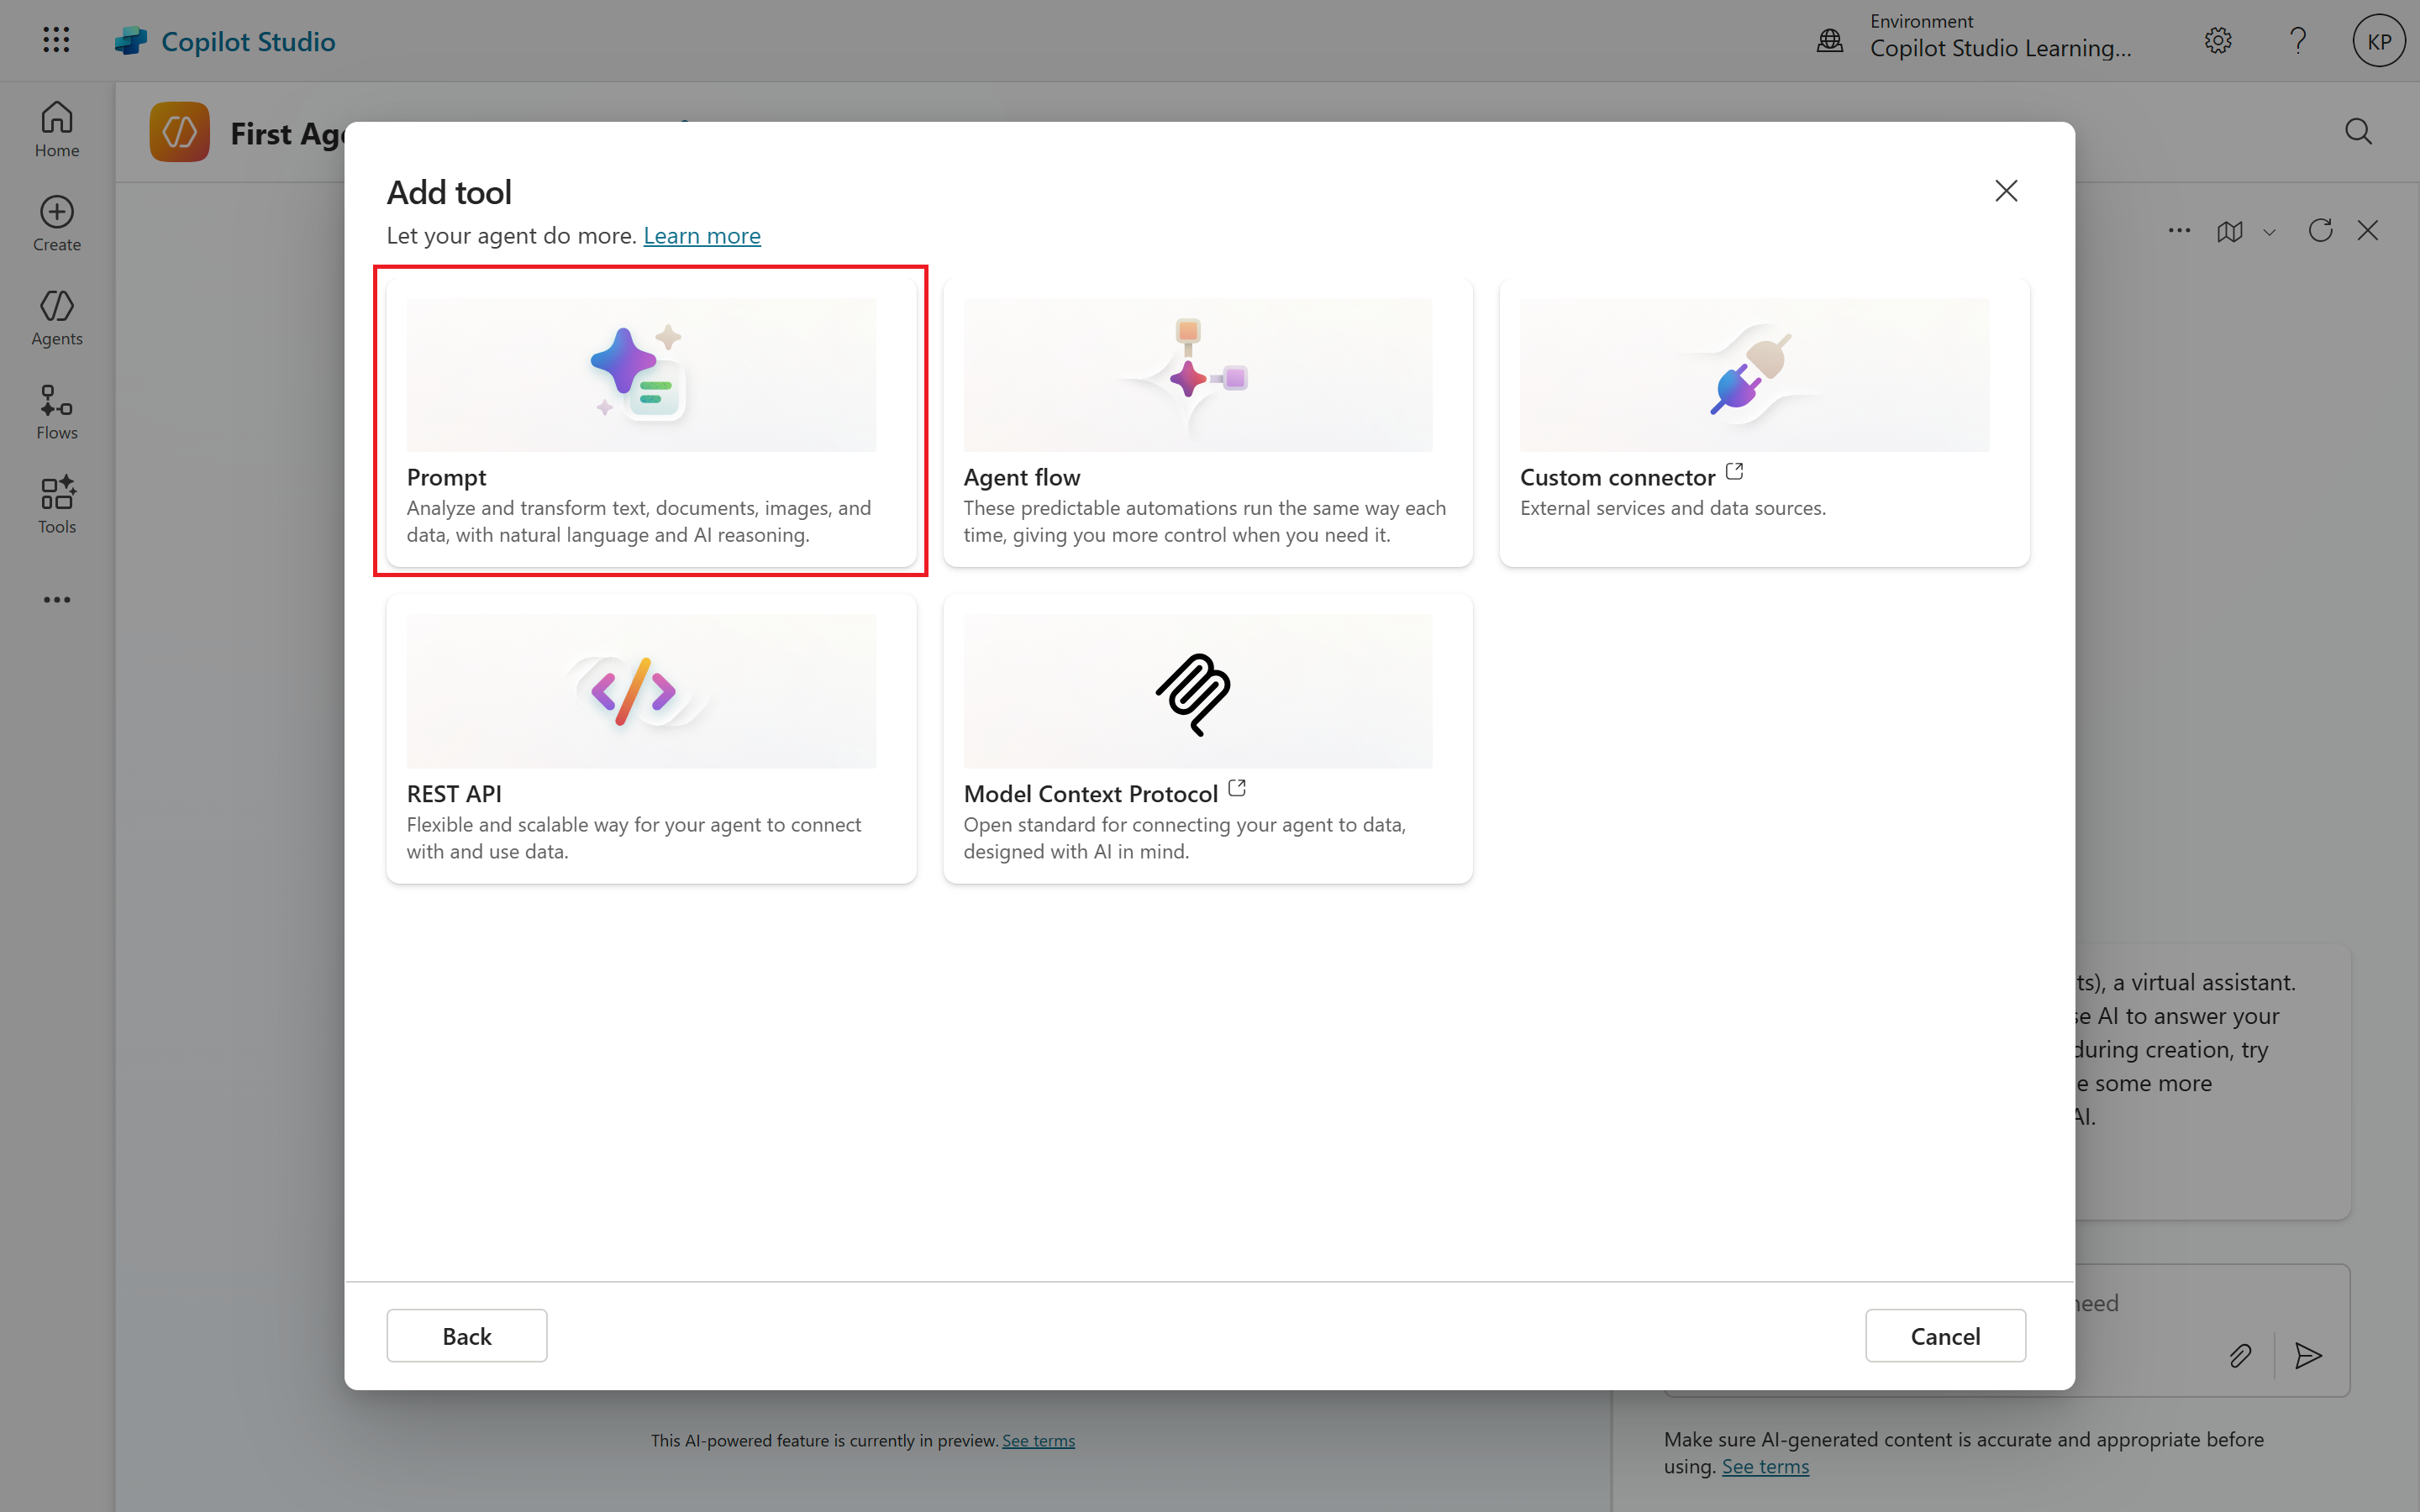 Copilot Studio
Environment
Copilot Studio Learning...
KP
Home
Create
Agents
Flows
Tools
First Age
Add tool
Let your agent do more. Learn more
Prompt
Analyze and transform text, documents, images, and
data, with natural language and AI reasoning.
Agent flow
These predictable automations run the same way each
time, giving you more control when you need it.
Custom connector
External services and data sources.
REST API
Flexible and scalable way for your agent to connect
with and use data.
Model Context Protocol
Open standard for connecting your agent to data,
designed with AI in mind.
ts), a virtual assistant.
se AI to answer your
during creation, try
e some more
AI.
need
Back
Cancel
This AI-powered feature is currently in preview. See terms
Make sure AI-generated content is accurate and appropriate before
using. See terms